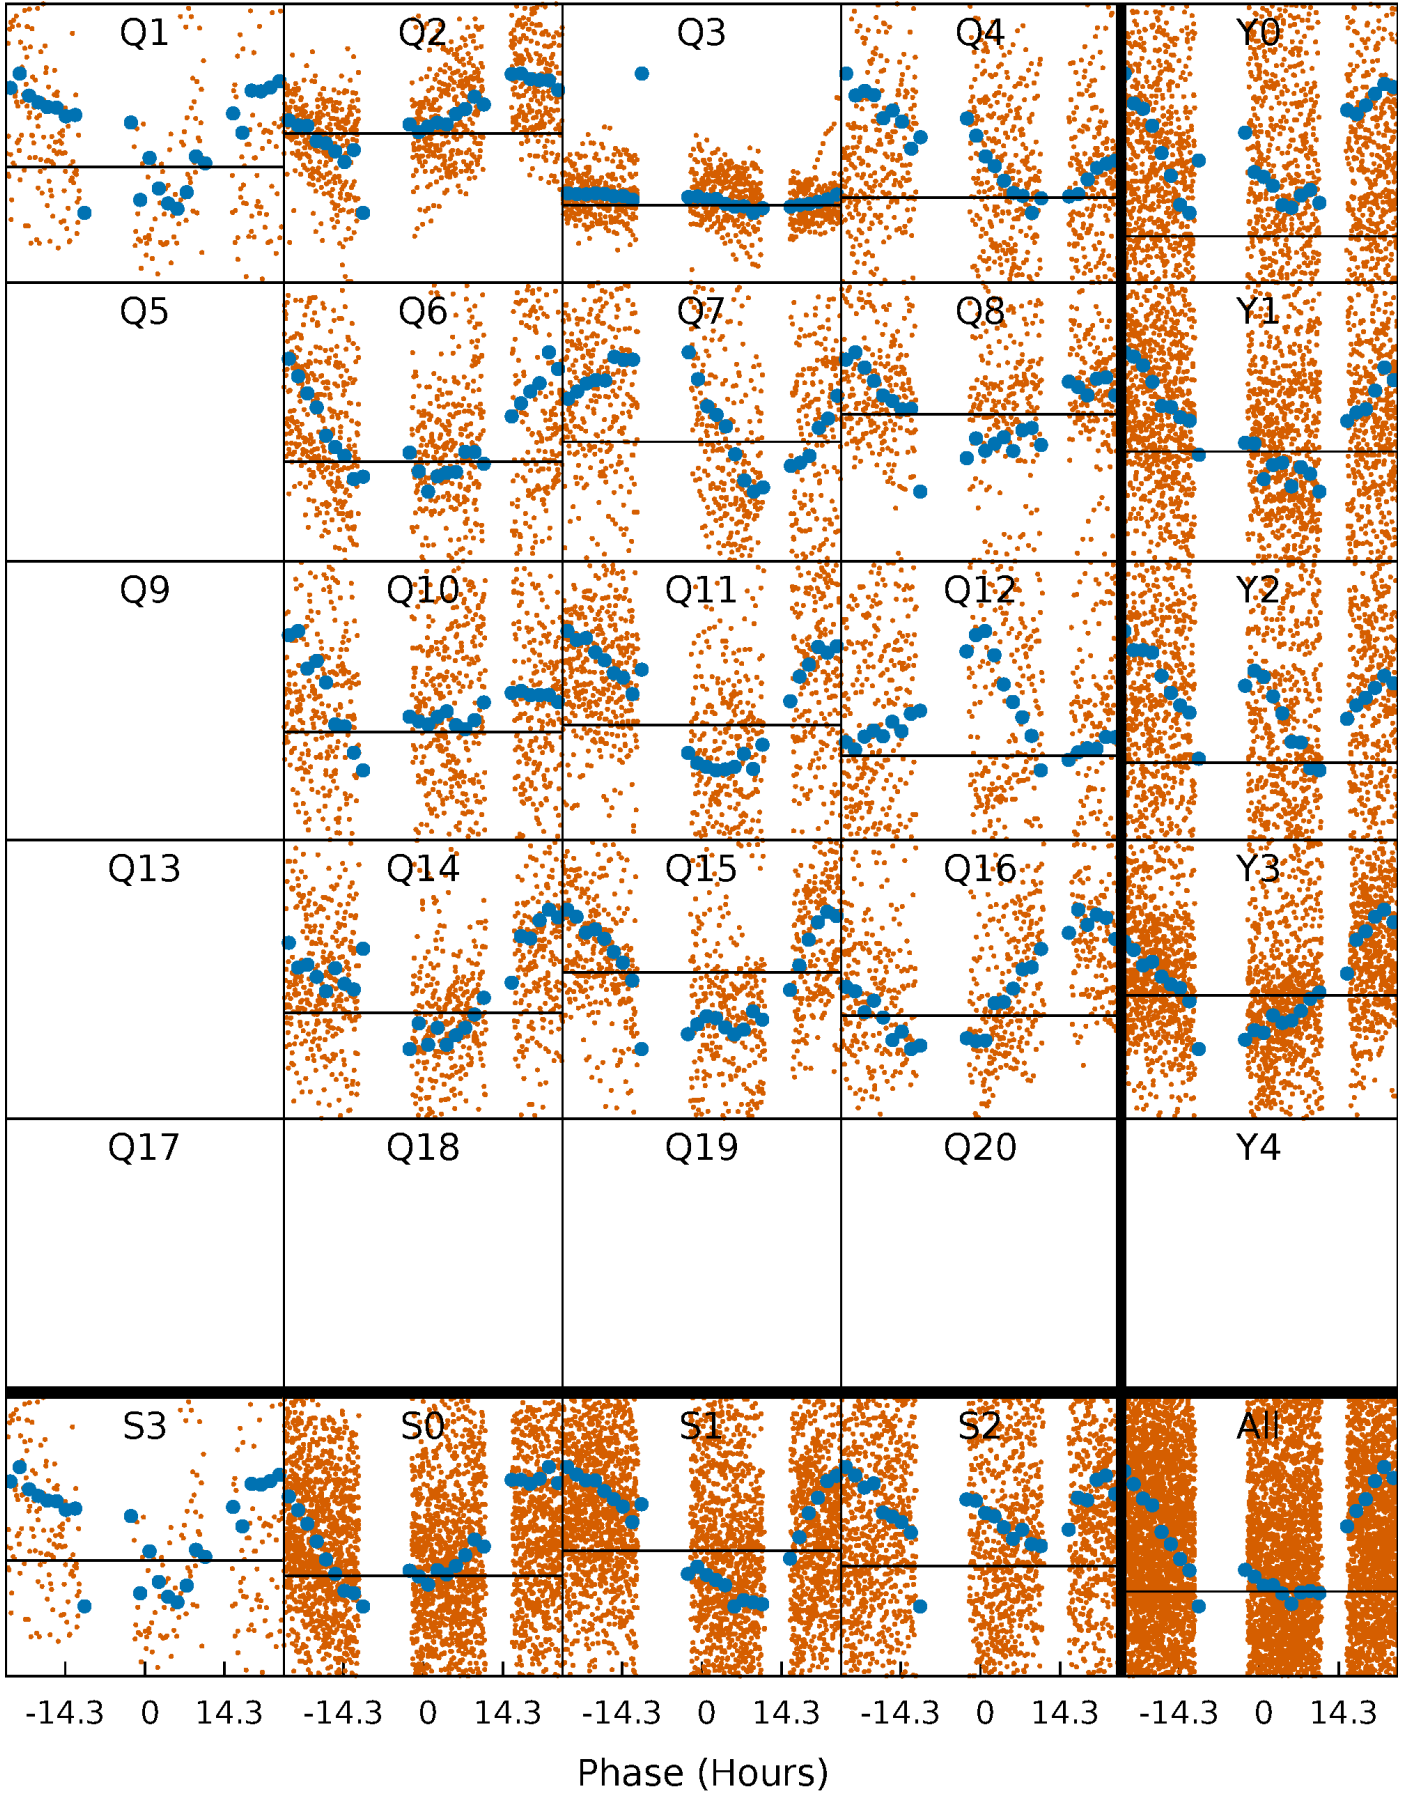 Q1 Q2 Q3 Q4 Y0
Q5 Q6 Q7 Q8 Y1
Q9 Q10 Q11 Q12 Y2
Q13 Q14 Q15 Q16 Y3
Q17 Q18 Q19 Q20 Y4
S3 S0 S1 S2 All
-14.3 0 14.3 -14.3 0 14.3 -14.3 0 14.3 -14.3 0 14.3 -14.3 0 14.3
Phase (Hours)